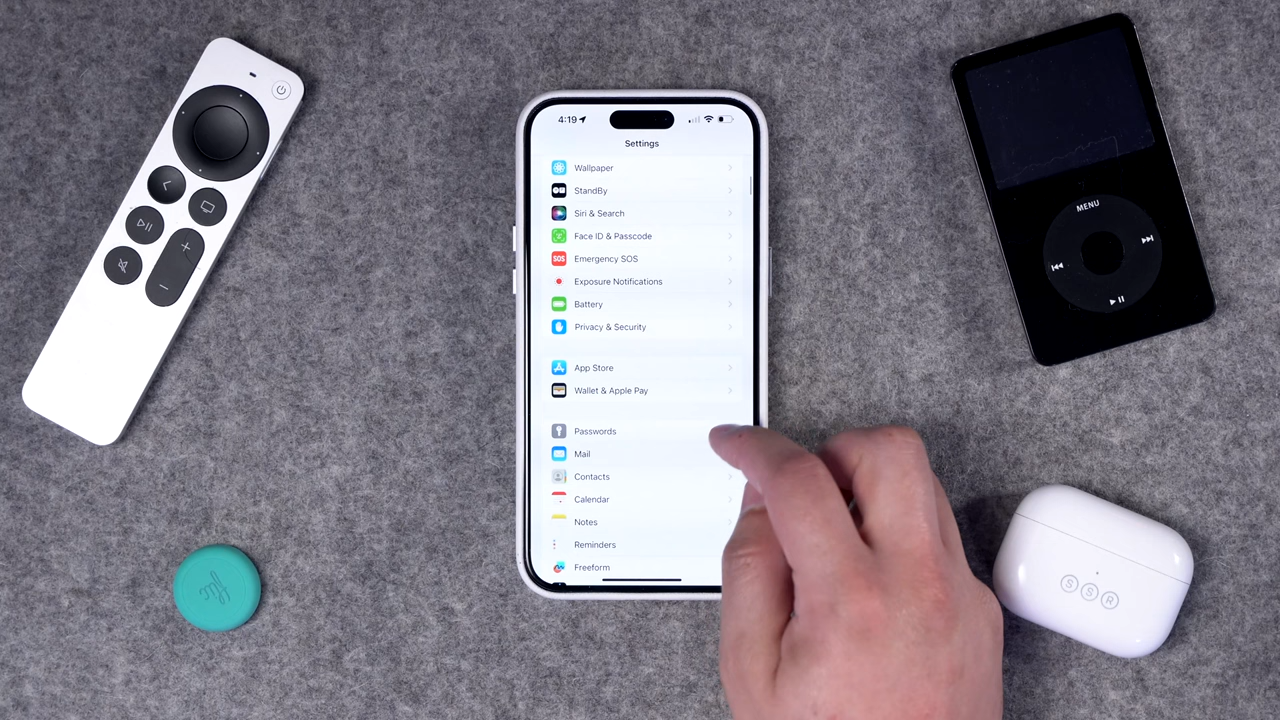 4:19
Settings
Wallpaper
StandBy
Siri & Search
Face ID & Passcode
SOS Emergency SOS
Exposure Notifications
Battery
Privacy & Security
App Store
Wallet & Apple Pay
Passwords
Mail
Contacts
Calendar
Notes
Reminders
Freeform
MENU
SSR